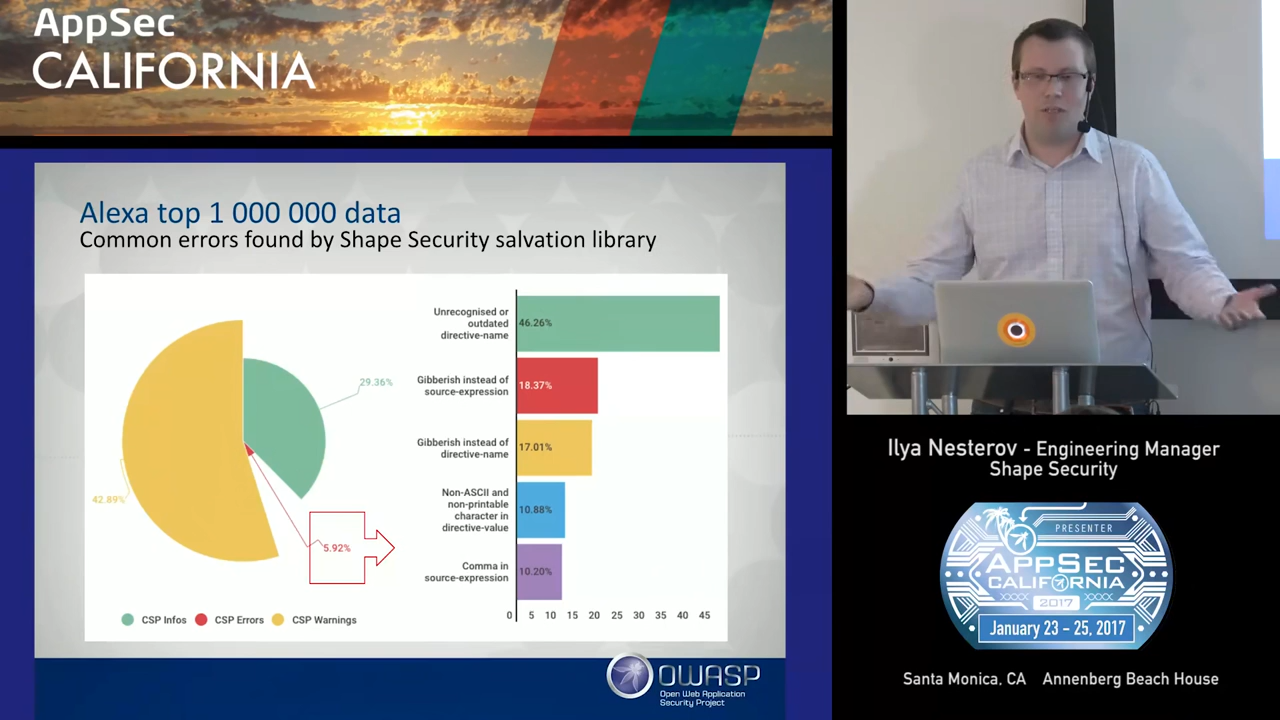 AppSec
CALIFORNIA
Alexa top 1 000 000 data
Common errors found by Shape Security salvation library
29.36%
42.89%
5.92%
CSP Infos
CSP Errors
CSP Warnings
Unrecognised or
outdated
directive-name
46.26%
Gibberish instead of
source-expression
18.37%
Gibberish instead of
directive-name
17.01%
Non-ASCII and
non-printable
character in
directive-value
10.88%
Comma in
source-expression
10.20%
0 5 10 15 20 25 30 35 40 45
OWASP
Open Web Application
Security Project
Ilya Nesterov - Engineering Manager
Shape Security
PRESENTER
APPSEC
CALIFORNIA
2017
January 23 - 25, 2017
Santa Monica, CA Annenberg Beach House